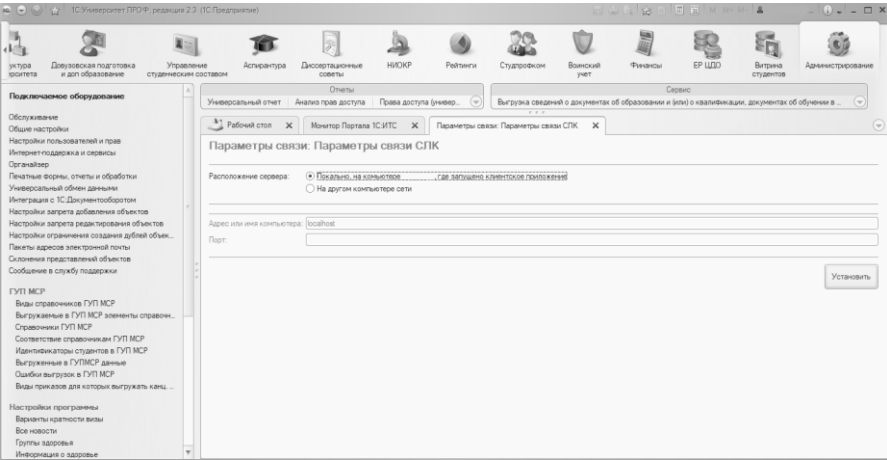 1С:Университет ПРОФ, редакция 2.3 (1С:Предприятие)
уктура
рситета
Довузовская подготовка
и доп образование
Управление
студенческим составом
Аспирантура
Диссертационные
советы
НИОКР
Рейтинги
Студпрофком
Воинский
учет
Финансы
ЕР ЦДО
Витрина
студентов
Администрирование
Отчеты
Универсальный отчет
Анализ прав доступа
Права доступа (универ...
Сервис
Выгрузка сведений о документах об образовании и (или) о квалификации, документах об обучении в ...
Рабочий стол
Монитор Портала 1С:ИТС
Параметры связи: Параметры связи СЛК
Подключаемое оборудование
Обслуживание
Общие настройки
Настройки пользователей и прав
Интернет-поддержка и сервисы
Органайзер
Печатные формы, отчеты и обработки
Универсальный обмен данными
Интеграция с 1С:Документооборотом
Настройки запрета добавления объектов
Настройки запрета редактирования объектов
Настройки ограничения создания дублей объек...
Пакеты адресов электронной почты
Склонения представлений объектов
Сообщение в службу поддержки
ГУП МСР
Виды справочников ГУП МСР
Выгружаемые в ГУП МСР элементы справочн...
Справочники ГУП МСР
Соответствие справочникам ГУП МСР
Идентификаторы студентов в ГУП МСР
Выгруженные в ГУПМСР данные
Ошибки выгрузок в ГУП МСР
Виды приказов для которых выгружать канц. ...
Настройки программы
Варианты кратности визы
Все новости
Группы здоровья
Информация о здоровье
Параметры связи: Параметры связи СЛК
Расположение сервера:
Локально, на компьютере, где запущено клиентское приложение
На другом компьютере сети
Адрес или имя компьютера: localhost
Порт:
Установить